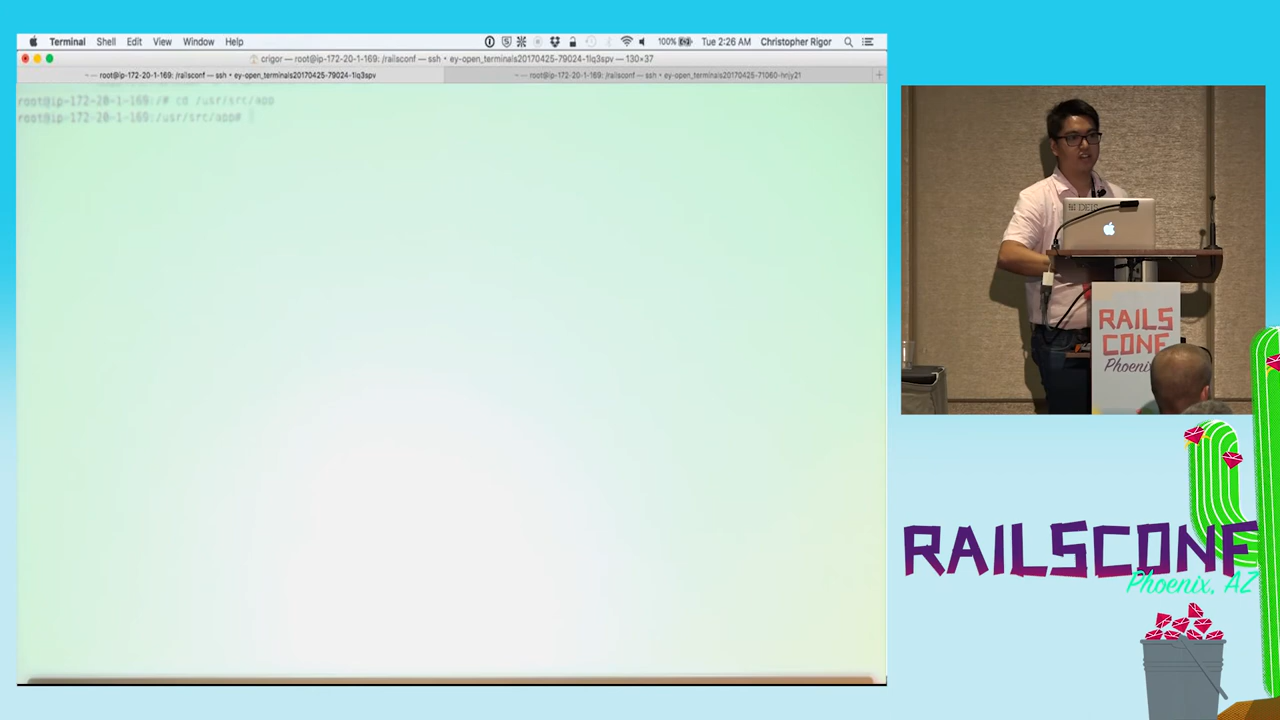 Terminal Shell Edit View Window Help 100% Tue 2:26 AM Christopher Rigor
crigor — root@ip-172-20-1-169: /railsconf — ssh • ey-open_terminals20170425-79024-1lq3spv — 130×37
~ — root@ip-172-20-1-169: /railsconf — ssh • ey-open_terminals20170425-79024-1lq3spv
~ — root@ip-172-20-1-169: /railsconf — ssh • ey-open_terminals20170425-71060-hrjy21
root@ip-172-20-1-169:/# cd /usr/src/app
root@ip-172-20-1-169:/usr/src/app#
DEIS
RAILS
CONF
Phoenix
RAILSCONF
Phoenix, AZ